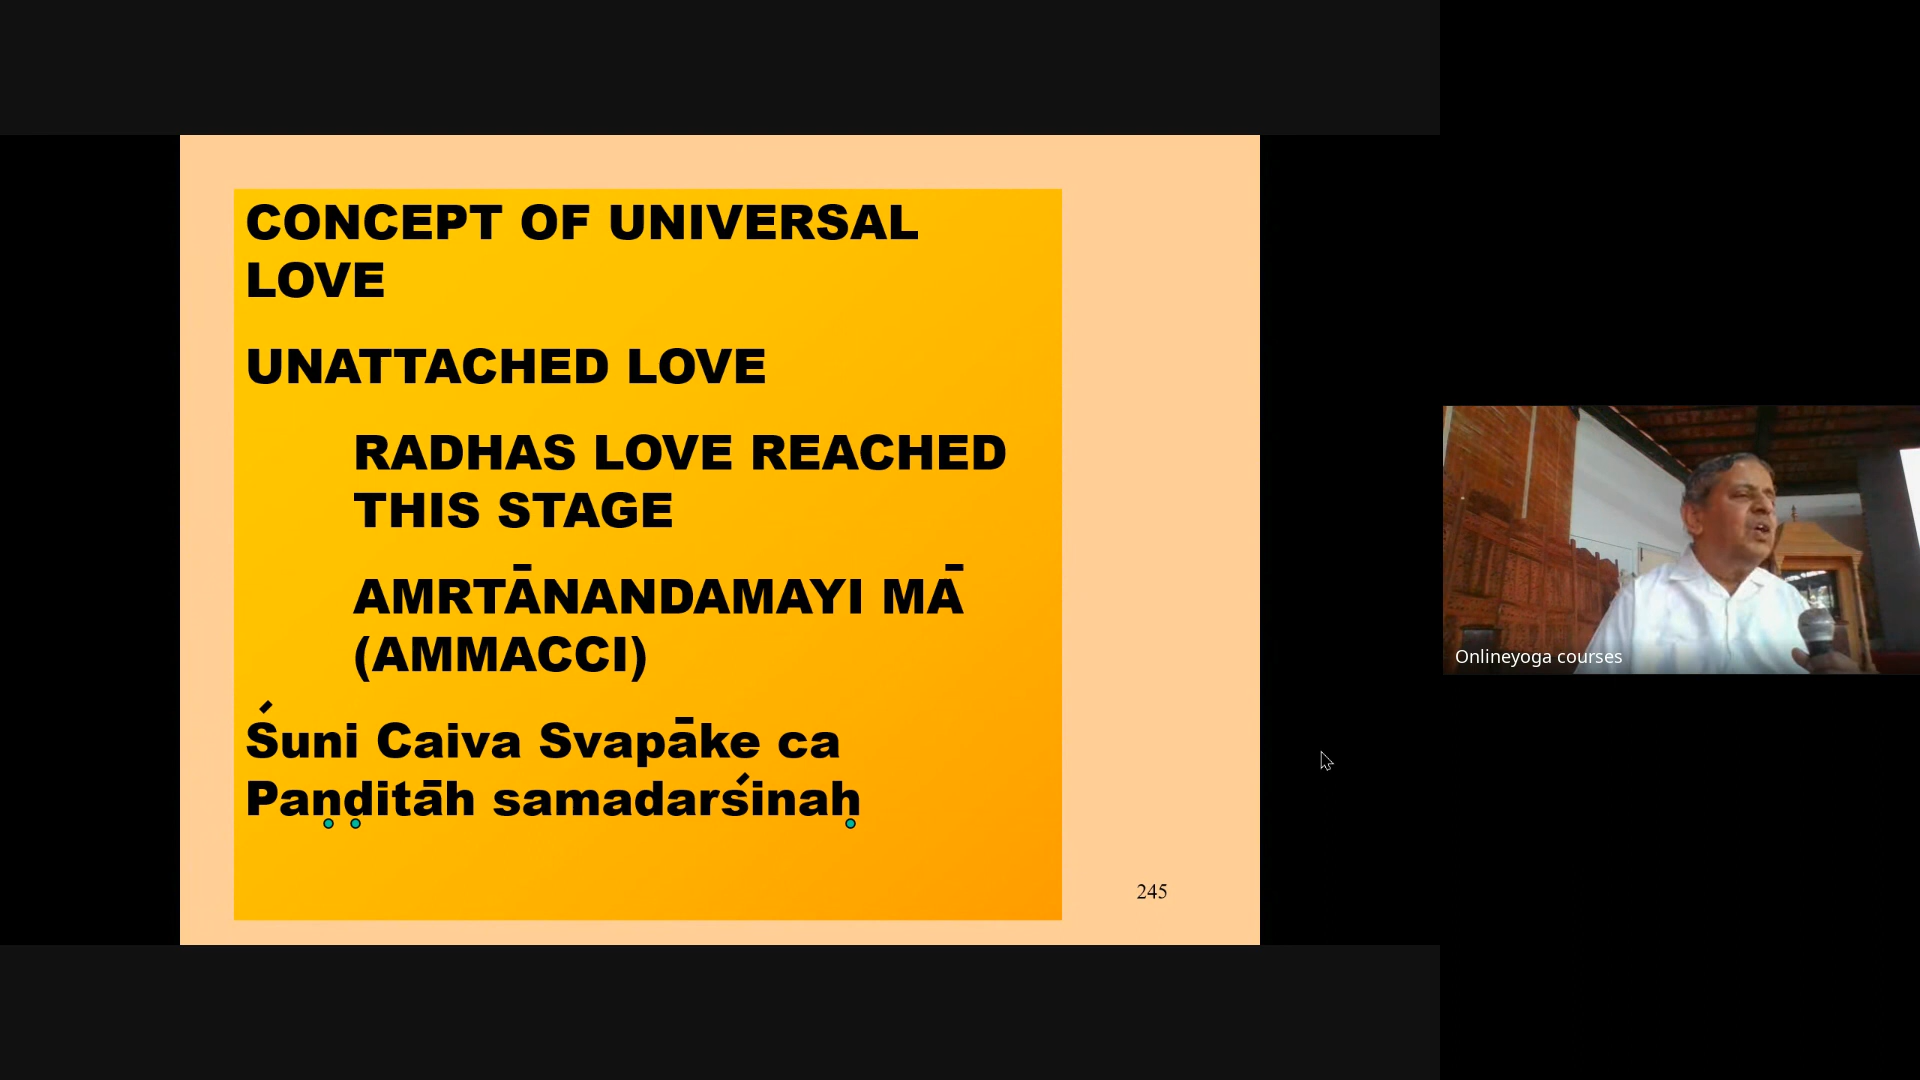 CONCEPT OF UNIVERSAL
LOVE
UNATTACHED LOVE
RADHAS LOVE REACHED
THIS STAGE
AMRTĀNANDAMAYI MĀ
(AMMACCI)
Śuni Caiva Svapāke ca
Paṇḍitāh samadarśinaḥ
245
Onlineyoga courses